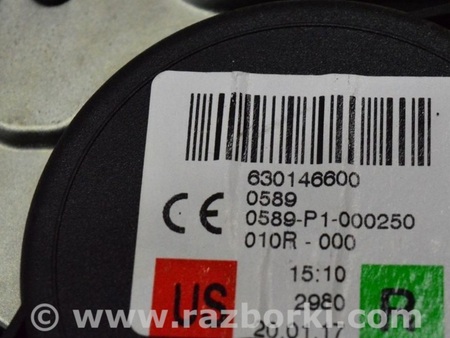 630146600
0589
CE 0589-P1-000250
010R - 000
15:10
US 2980 R
20.01.17
© www.razborki.com